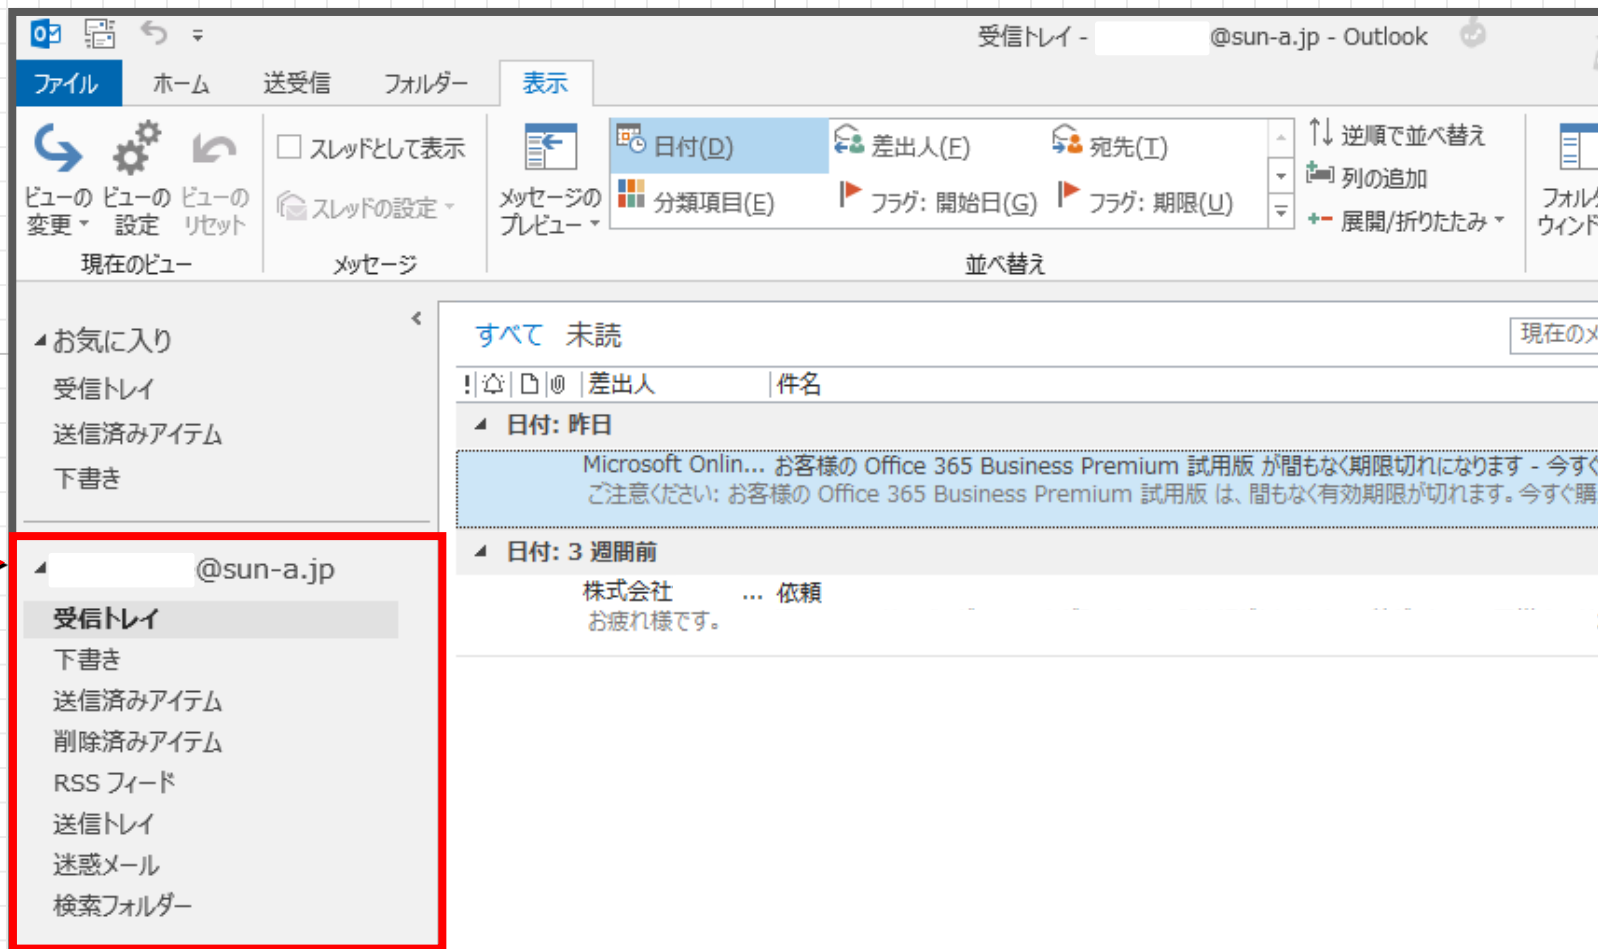 受信トレイ - @sun-a.jp - Outlook
ファイル ホーム 送受信 フォルダー 表示
ビューの変更 ビューの設定 ビューのリセット
現在のビュー
スレッドとして表示
スレッドの設定
メッセージ
メッセージのプレビュー
日付(D) 差出人(F) 宛先(T)
分類項目(E) フラグ: 開始日(G) フラグ: 期限(U)
逆順で並べ替え
列の追加
展開/折りたたみ
並べ替え
お気に入り
受信トレイ
送信済みアイテム
下書き
@sun-a.jp
受信トレイ
下書き
送信済みアイテム
削除済みアイテム
RSS フィード
送信トレイ
迷惑メール
検索フォルダー
すべて 未読
現在のメ
差出人 件名
日付: 昨日
Microsoft Onlin... お客様の Office 365 Business Premium 試用版 が間もなく期限切れになります - 今すぐ
ご注意ください: お客様の Office 365 Business Premium 試用版 は、間もなく有効期限が切れます。今すぐ購
日付: 3 週間前
株式会社 ... 依頼
お疲れ様です。